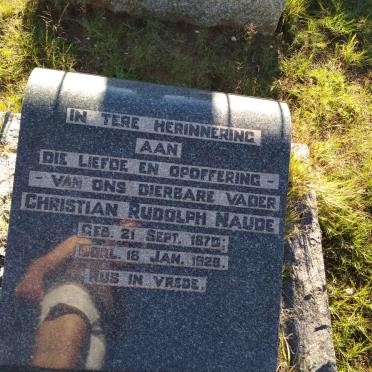 IN TERE HERINNERING
AAN
DIE LIEFDE EN OPOFFERING -
- VAN ONS DIERBARE VADER
CHRISTIAN RUDOLPH NAUDE
GEB. 21 SEPT. 1875;
OORL. 18 JAN. 1929.
RUS IN VREDE.